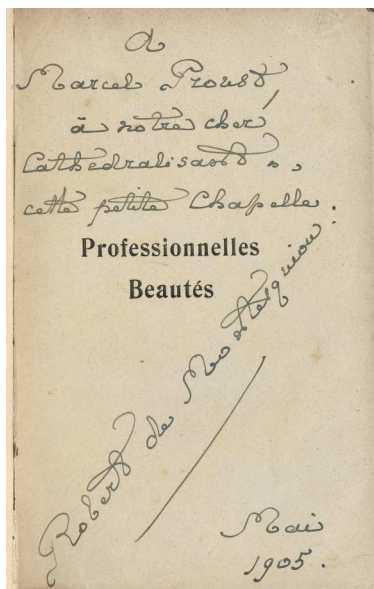 A
Marcel Proust,
à notre cher
Cathédralisant »,
cette petite Chapelle.
Professionnelles
Beautés
Robert de Montesquiou.
Mai
1905.